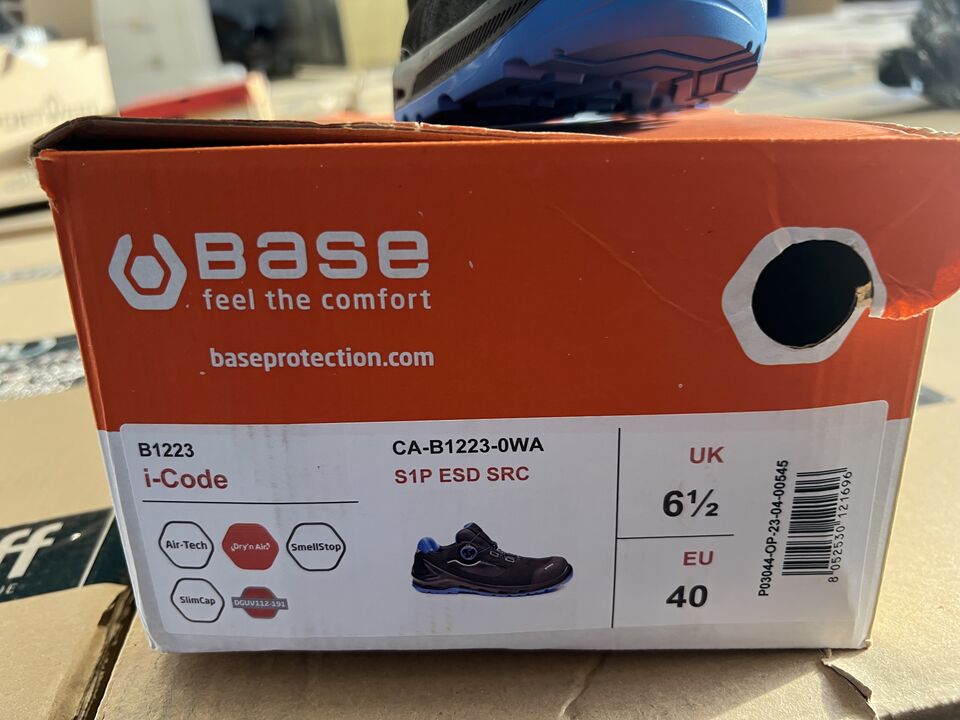 BASE
feel the comfort
baseprotection.com
B1223
i-Code
CA-B1223-0WA
S1P ESD SRC
UK
6½
EU
40
Air-Tech
Dry'n Air
SmellStop
SlimCap
DGUV112-191
P03044-OP-23-04-00545
8 052530 121696
ff